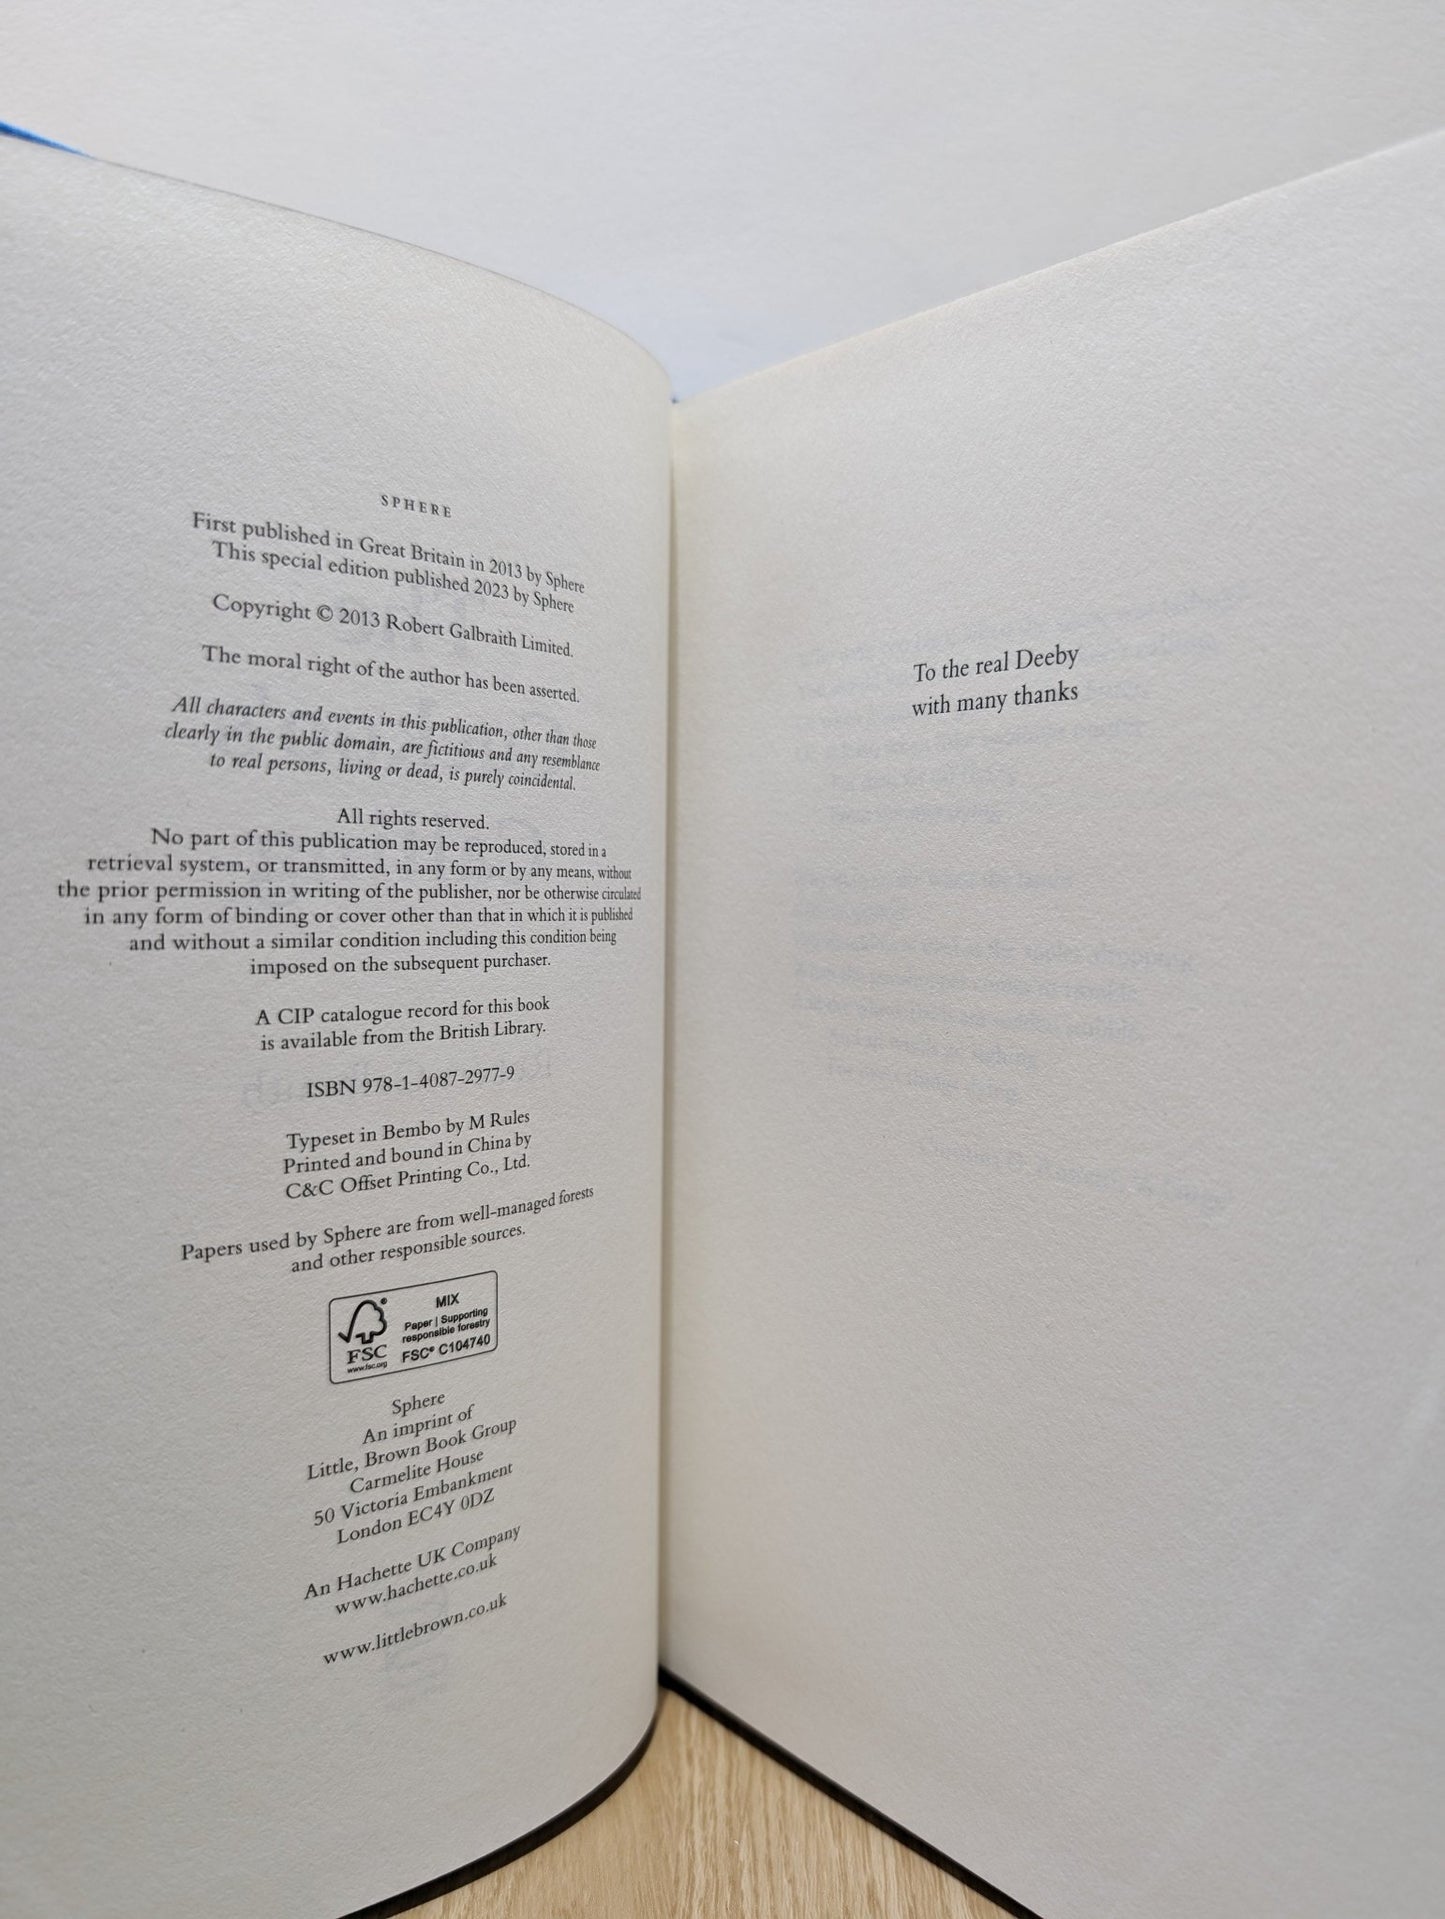 SPHERE
First published in Great Britain in 2013 by Sphere
This special edition published 2023 by Sphere
Copyright © 2013 Robert Galbraith Limited.
The moral right of the author has been asserted.
All characters and events in this publication, other than those
clearly in the public domain, are fictitious and any resemblance
to real persons, living or dead, is purely coincidental.
All rights reserved.
No part of this publication may be reproduced, stored in a
retrieval system, or transmitted, in any form or by any means, without
the prior permission in writing of the publisher, nor be otherwise circulated
in any form of binding or cover other than that in which it is published
and without a similar condition including this condition being
imposed on the subsequent purchaser.
A CIP catalogue record for this book
is available from the British Library.
ISBN 978-1-4087-2977-9
Typeset in Bembo by M Rules
Printed and bound in China by
C&C Offset Printing Co., Ltd.
Papers used by Sphere are from well-managed forests
and other responsible sources.
FSC®
www.fsc.org
MIX
Paper | Supporting
responsible forestry
FSC® C104740
Sphere
An imprint of
Little, Brown Book Group
Carmelite House
50 Victoria Embankment
London EC4Y 0DZ
An Hachette UK Company
www.hachette.co.uk
www.littlebrown.co.uk
To the real Deeby
with many thanks